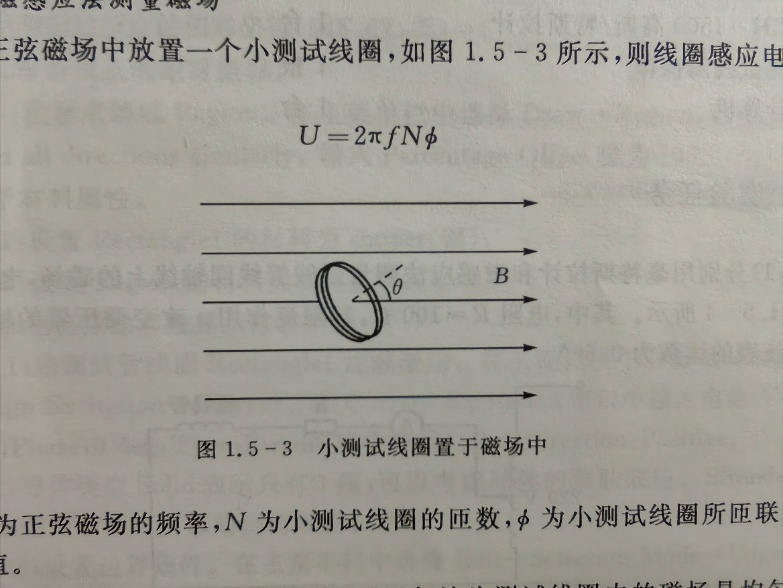 磁感应法测量磁场
正弦磁场中放置一个小测试线圈，如图 1.5-3 所示，则线圈感应电
U=2πfNϕ
θ
B
图 1.5-3 小测试线圈置于磁场中
为正弦磁场的频率，N 为小测试线圈的匝数，ϕ 为小测试线圈所匝联
值。